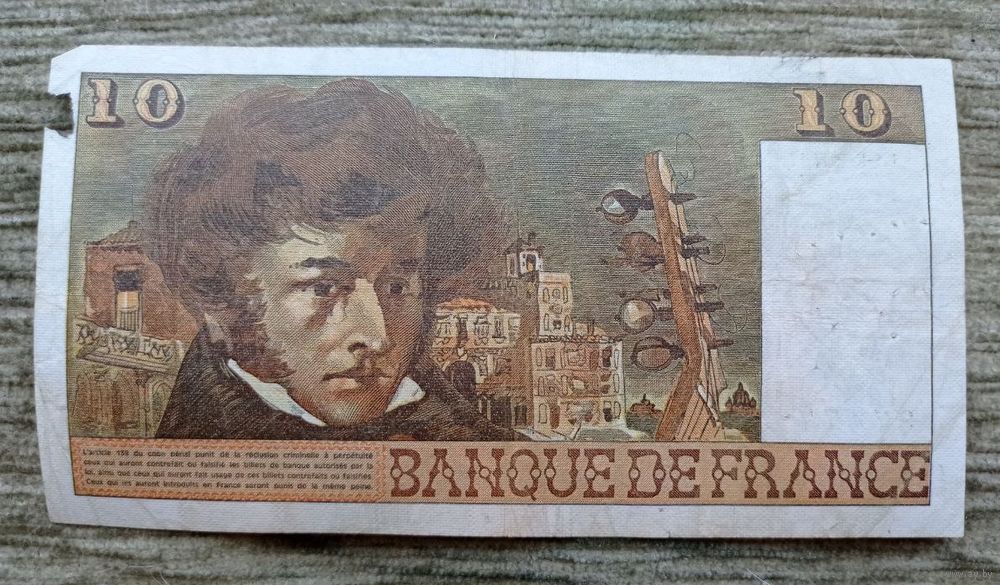 10
10
L'article 139 du code pénal punit de la réclusion criminelle à perpétuité
ceux qui auront contrefait ou falsifié les billets de banque autorisés par la
loi, ainsi que ceux qui auront fait usage de ces billets contrefaits ou falsifiés.
Ceux qui les auront introduits en France seront punis de la même peine.
BANQUE DE FRANCE